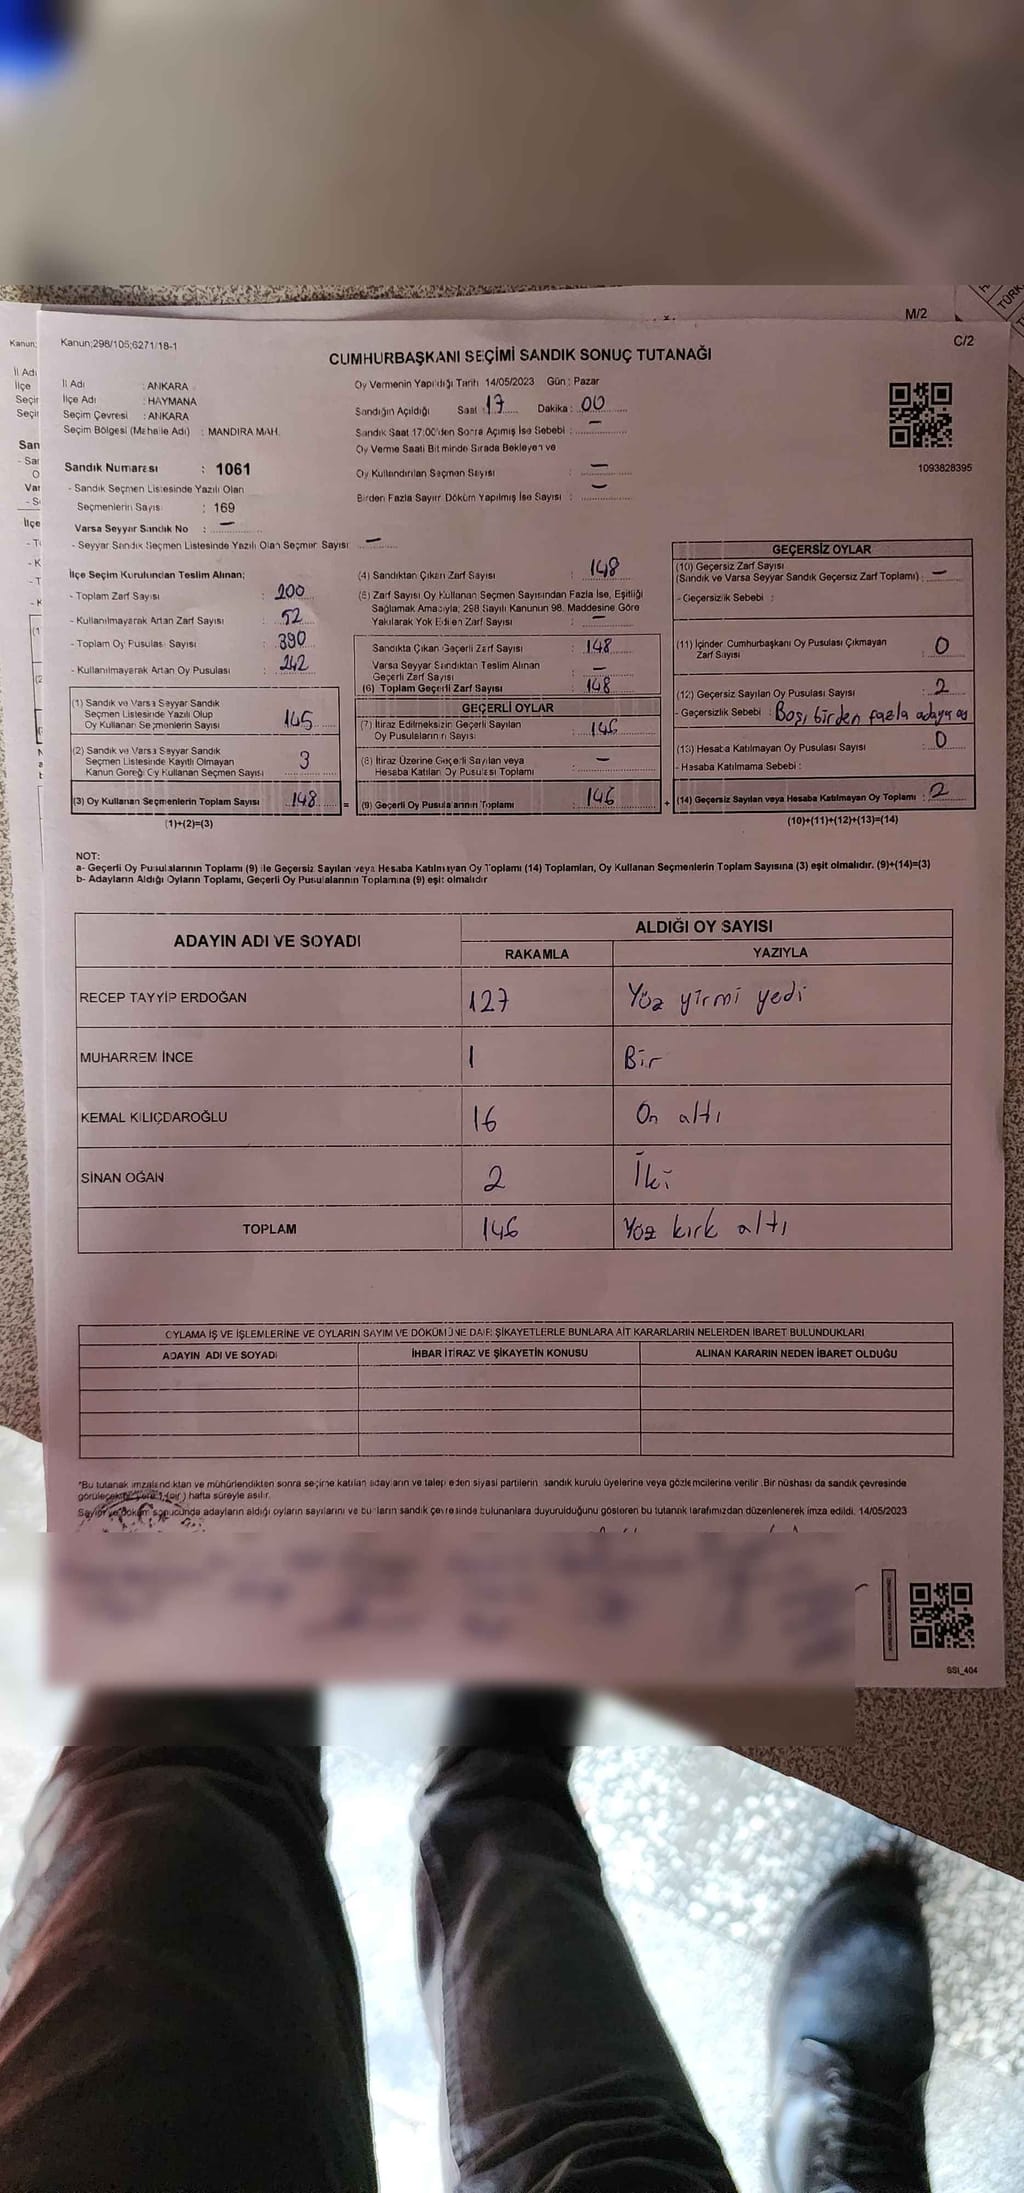 M/2
C/2
Kanun;298/105;6271/18-1
CUMHURBAŞKANI SEÇİMİ SANDIK SONUÇ TUTANAĞI
İl Adı : ANKARA
İlçe Adı : HAYMANA
Seçim Çevresi : ANKARA
Seçim Bölgesi (Mahalle Adı) : MANDIRA MAH.
Oy Vermenin Yapıldığı Tarih 14/05/2023 Gün : Pazar
Sandığın Açıldığı Saat 17 Dakika : 00
Sandık Saat 17:00'den Sonra Açılmış İse Sebebi : —
Oy Verme Saati Bitiminde Sırada Bekleyen ve
Oy Kullandırılan Seçmen Sayısı : —
Birden Fazla Sayım Döküm Yapılmış İse Sayısı : —
1093828395
Sandık Numarası : 1061
- Sandık Seçmen Listesinde Yazılı Olan
Seçmenlerin Sayısı : 169
Varsa Seyyar Sandık No : —
- Seyyar Sandık Seçmen Listesinde Yazılı Olan Seçmen Sayısı : —
İlçe Seçim Kurulundan Teslim Alınan;
- Toplam Zarf Sayısı : 200
- Kullanılmayarak Artan Zarf Sayısı : 52
- Toplam Oy Pusulası Sayısı : 390
- Kullanılmayarak Artan Oy Pusulası : 242
(1) Sandık ve Varsa Seyyar Sandık
Seçmen Listesinde Yazılı Olup
Oy Kullanan Seçmenlerin Sayısı 145
(2) Sandık ve Varsa Seyyar Sandık
Seçmen Listesinde Kayıtlı Olmayan
Kanun Gereği Oy Kullanan Seçmen Sayısı 3
(3) Oy Kullanan Seçmenlerin Toplam Sayısı 148 =
(1)+(2)=(3)
(4) Sandıktan Çıkan Zarf Sayısı : 148
(5) Zarf Sayısı Oy Kullanan Seçmen Sayısından Fazla İse, Eşitliği
Sağlamak Amacıyla; 298 Sayılı Kanunun 98. Maddesine Göre
Yakılarak Yok Edilen Zarf Sayısı : —
Sandıkta Çıkan Geçerli Zarf Sayısı : 148
Varsa Seyyar Sandıktan Teslim Alınan
Geçerli Zarf Sayısı : —
(6) Toplam Geçerli Zarf Sayısı : 148
GEÇERLİ OYLAR
(7) İtiraz Edilmeksizin Geçerli Sayılan
Oy Pusulalarının Sayısı : 146
(8) İtiraz Üzerine Geçerli Sayılan veya
Hesaba Katılan Oy Pusulası Toplamı : —
(9) Geçerli Oy Pusulalarının Toplamı : 146 +
GEÇERSİZ OYLAR
(10) Geçersiz Zarf Sayısı
(Sandık ve Varsa Seyyar Sandık Geçersiz Zarf Toplamı) : —
- Geçersizlik Sebebi :
(11) İçinden Cumhurbaşkanı Oy Pusulası Çıkmayan
Zarf Sayısı : 0
(12) Geçersiz Sayılan Oy Pusulası Sayısı : 2
- Geçersizlik Sebebi : Boş, birden fazla adaya oy
(13) Hesaba Katılmayan Oy Pusulası Sayısı : 0
- Hesaba Katılmama Sebebi :
(14) Geçersiz Sayılan veya Hesaba Katılmayan Oy Toplamı : 2
(10)+(11)+(12)+(13)=(14)
NOT:
a- Geçerli Oy Pusulalarının Toplamı (9) ile Geçersiz Sayılan veya Hesaba Katılmayan Oy Toplamı (14) Toplamları, Oy Kullanan Seçmenlerin Toplam Sayısına (3) eşit olmalıdır. (9)+(14)=(3)
b- Adayların Aldığı Oyların Toplamı, Geçerli Oy Pusulalarının Toplamına (9) eşit olmalıdır
ADAYIN ADI VE SOYADI
ALDIĞI OY SAYISI
RAKAMLA YAZIYLA
RECEP TAYYİP ERDOĞAN 127 Yüz yirmi yedi
MUHARREM İNCE 1 Bir
KEMAL KILIÇDAROĞLU 16 On altı
SİNAN OĞAN 2 İki
TOPLAM 146 Yüz kırk altı
OYLAMA İŞ VE İŞLEMLERİNE VE OYLARIN SAYIM VE DÖKÜMÜNE DAİR ŞİKAYETLERLE BUNLARA AİT KARARLARIN NELERDEN İBARET BULUNDUKLARI
ADAYIN ADI VE SOYADI İHBAR İTİRAZ VE ŞİKAYETİN KONUSU ALINAN KARARIN NEDEN İBARET OLDUĞU
*Bu tutanak imzalandıktan ve mühürlendikten sonra seçime katılan adayların ve talep eden siyasi partilerin sandık kurulu üyelerine veya gözlemcilerine verilir. Bir nüshası da sandık çevresinde
görülecek bir yere 1 (bir) hafta süreyle asılır.
Sayım ve döküm sonucunda adayların aldığı oyların sayılarını ve bunların sandık çevresinde bulunanlara duyurulduğunu gösteren bu tutanak tarafımızdan düzenlenerek imza edildi. 14/05/2023
SSI_404